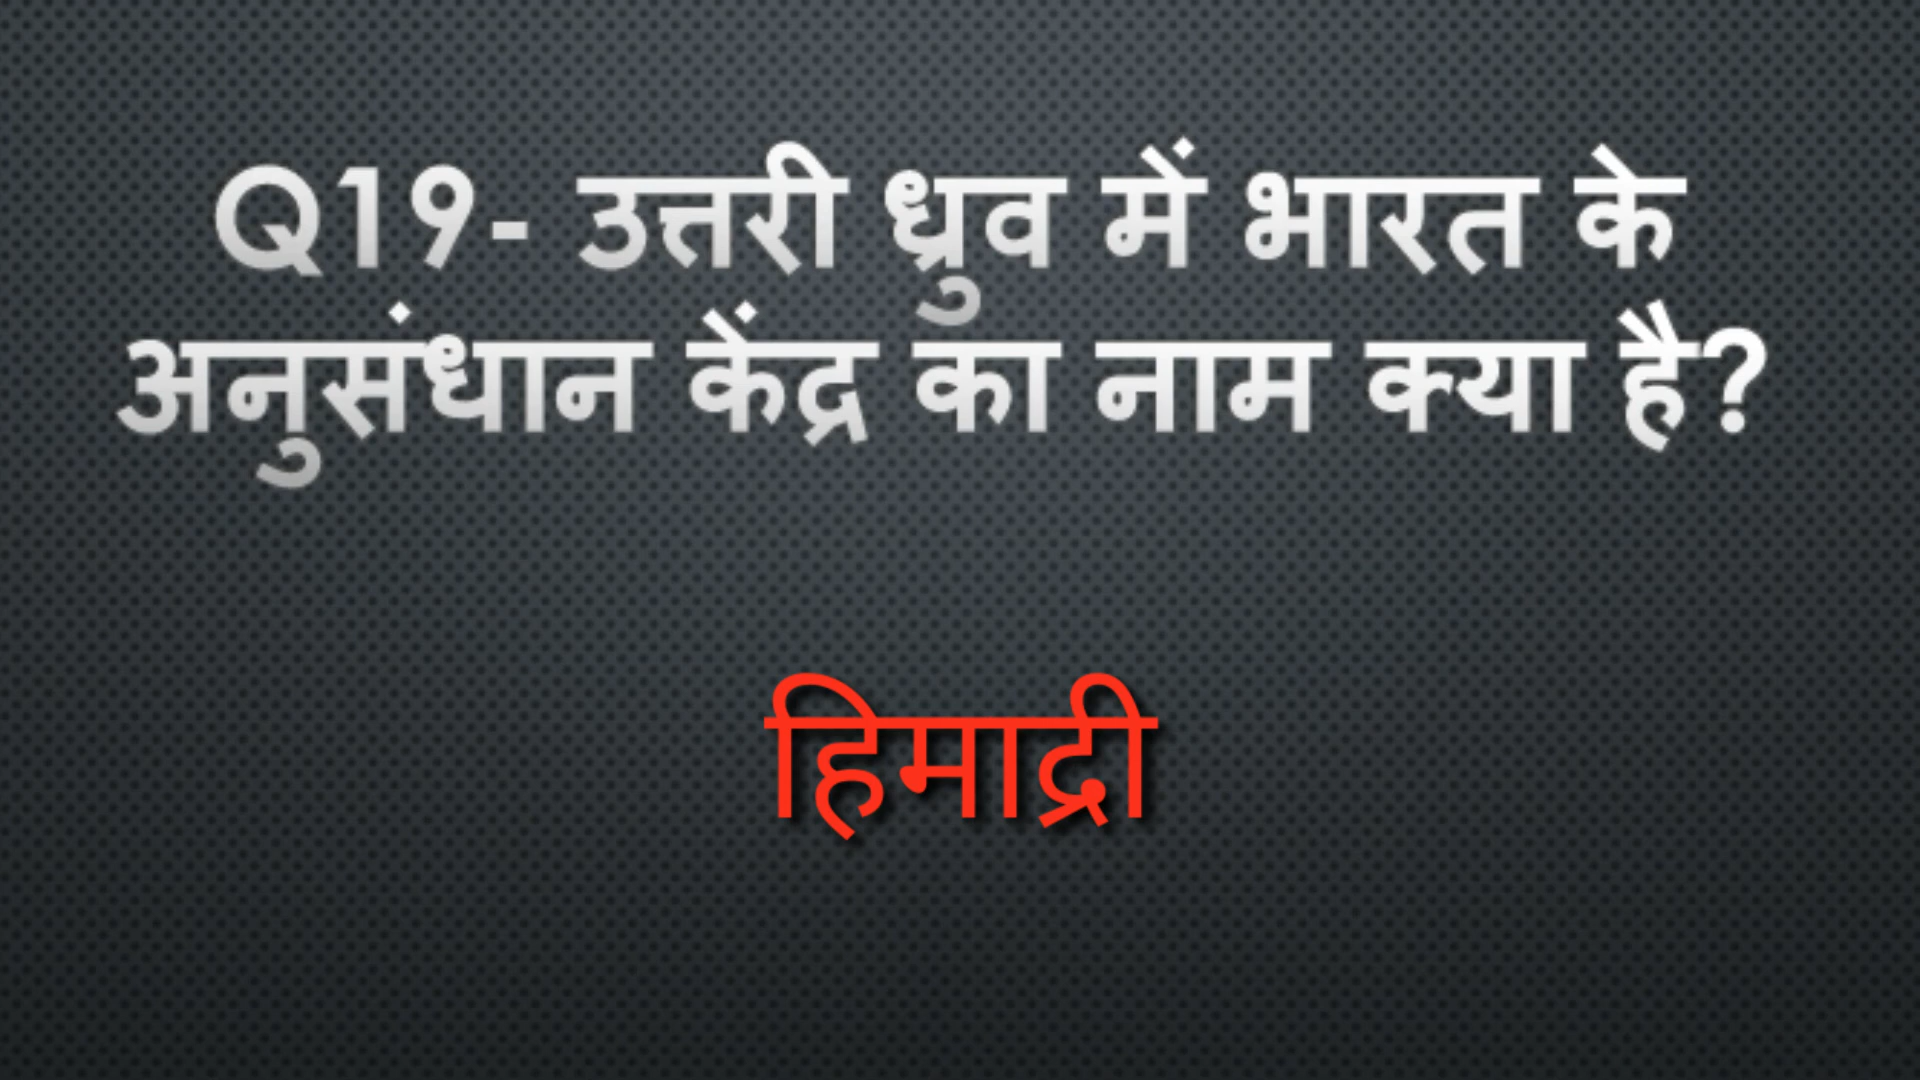 Q19- उत्तरी ध्रुव में भारत के
अनुसंधान केंद्र का नाम क्या है?
हिमाद्री